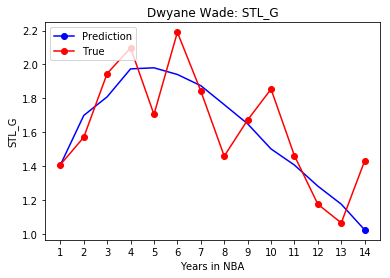 Dwyane Wade: STL_G
Prediction
True
STL_G
2.2
2.0
1.8
1.6
1.4
1.2
1.0
1 2 3 4 5 6 7 8 9 10 11 12 13 14
Years in NBA